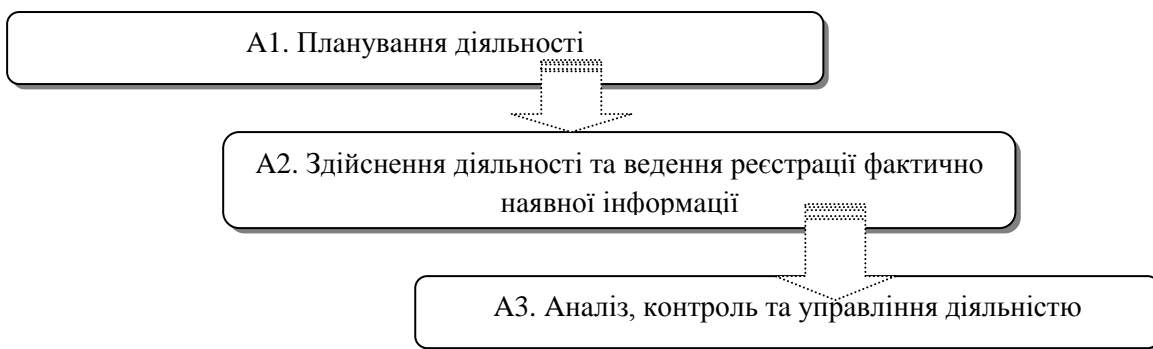 А1. Планування діяльності
А2. Здійснення діяльності та ведення реєстрації фактично
наявної інформації
А3. Аналіз, контроль та управління діяльністю